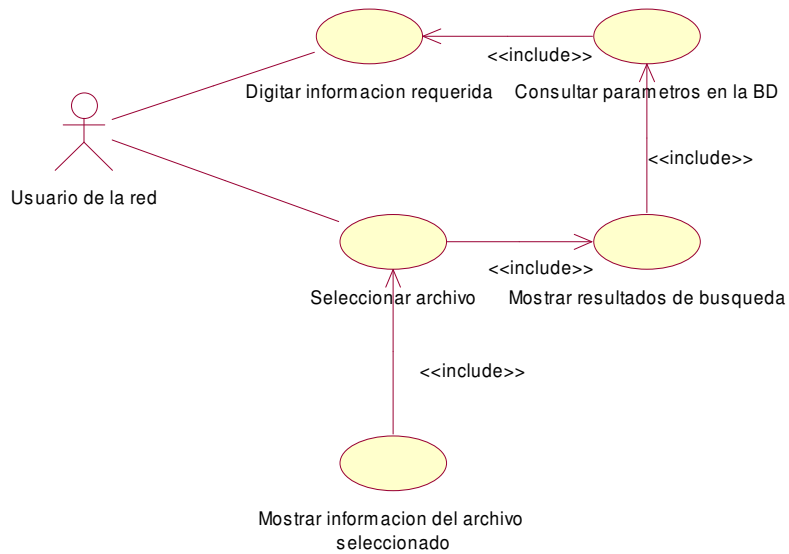 <<include>>
Digitar informacion requerida
Consultar parametros en la BD
<<include>>
Usuario de la red
<<include>>
Seleccionar archivo
Mostrar resultados de busqueda
<<include>>
Mostrar informacion del archivo
seleccionado